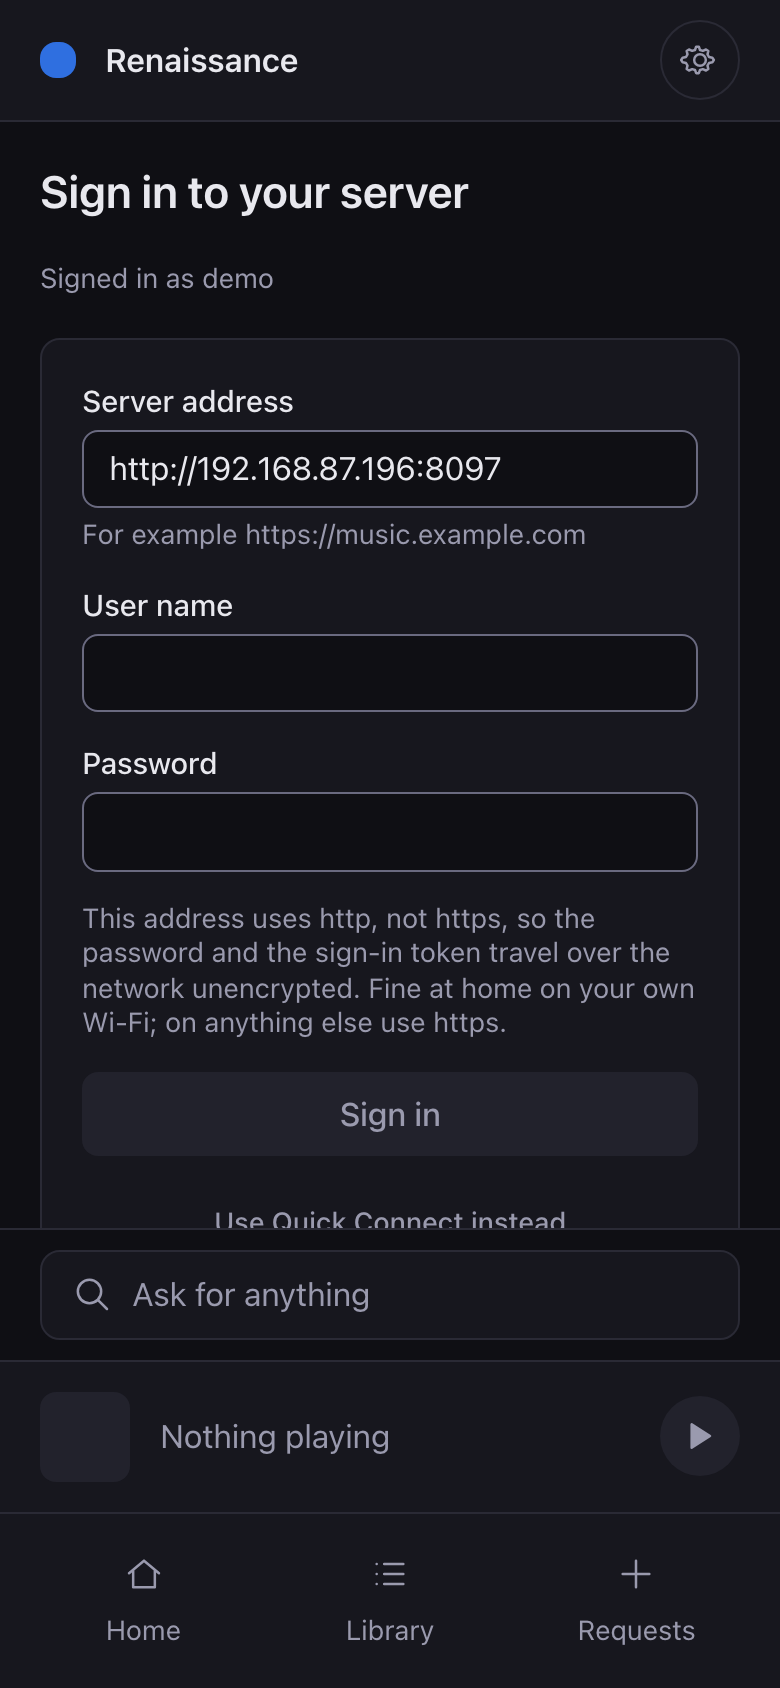 Renaissance
Sign in to your server
Signed in as demo
Server address
http://192.168.87.196:8097
For example https://music.example.com
User name
Password
This address uses http, not https, so the
password and the sign-in token travel over the
network unencrypted. Fine at home on your own
Wi-Fi; on anything else use https.
Sign in
Use Quick Connect instead
Ask for anything
Nothing playing
Home
Library
Requests